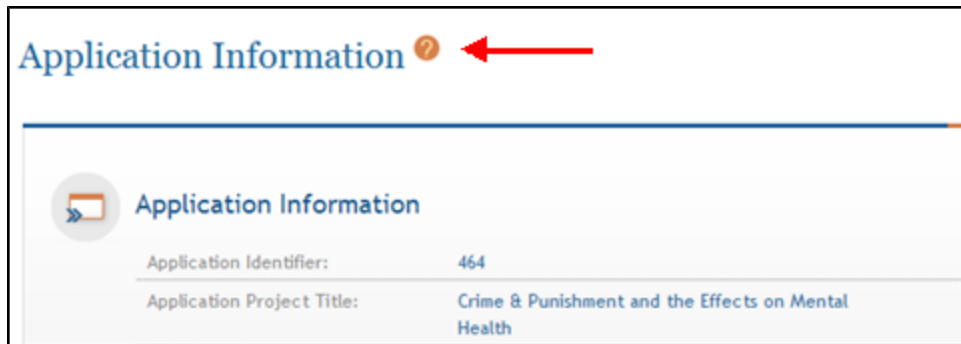 Application Information ?
Application Information
Application Identifier: 464
Application Project Title: Crime & Punishment and the Effects on Mental
Health